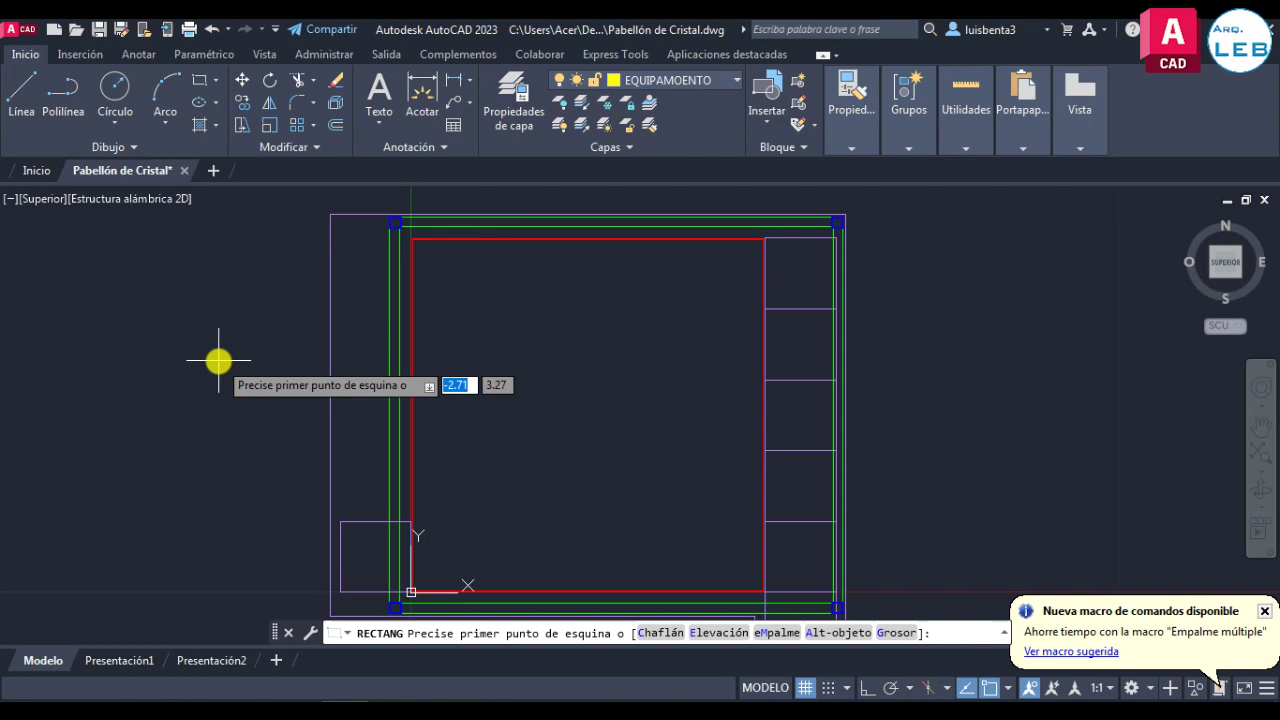 A CAD
Compartir
Autodesk AutoCAD 2023
C:\Users\Acer\De...\Pabellón de Cristal.dwg
Escriba palabra clave o frase
luisbenta3
A
CAD
ARQ.
LEB
Inicio
Inserción
Anotar
Paramétrico
Vista
Administrar
Salida
Complementos
Colaborar
Express Tools
Aplicaciones destacadas
EQUIPAMOENTO
Línea
Polilínea
Círculo
Arco
A
Texto
Acotar
Propiedades
de capa
Insertar
Propied...
Grupos
Utilidades
Portapap...
Vista
Dibujo
Modificar
Anotación
Capas
Bloque
Inicio
Pabellón de Cristal*
[−][Superior][Estructura alámbrica 2D]
N
O
SUPERIOR
E
S
SCU
Precise primer punto de esquina o
-2.71
3.27
Y
X
RECTANG Precise primer punto de esquina o [Chaflán Elevación eMpalme Alt-objeto Grosor]:
Nueva macro de comandos disponible
Ahorre tiempo con la macro "Empalme múltiple"
Ver macro sugerida
Modelo
Presentación1
Presentación2
MODELO
1:1